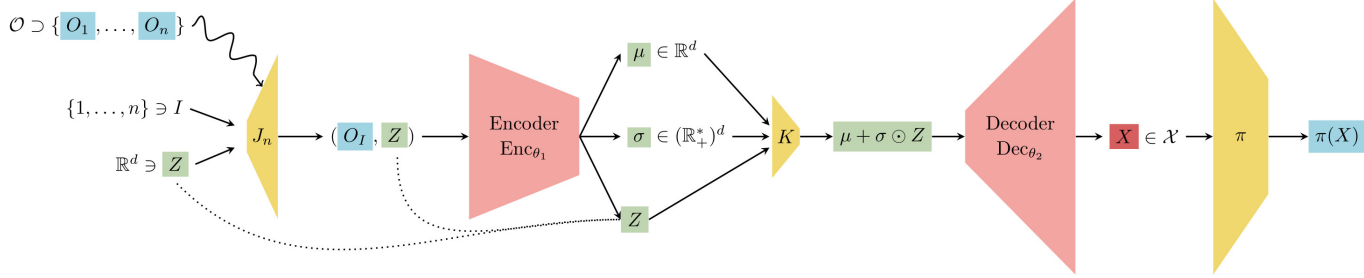 𝒪 ⊃ { O₁ , … , Oₙ }
{1, … , n} ∋ I
ℝᵈ ∋ Z
Jₙ
( O_I , Z )
Encoder
Enc_θ₁
μ ∈ ℝᵈ
σ ∈ (ℝ₊*)ᵈ
Z
K
μ + σ ⊙ Z
Decoder
Dec_θ₂
X ∈ 𝒳
π
π(X)